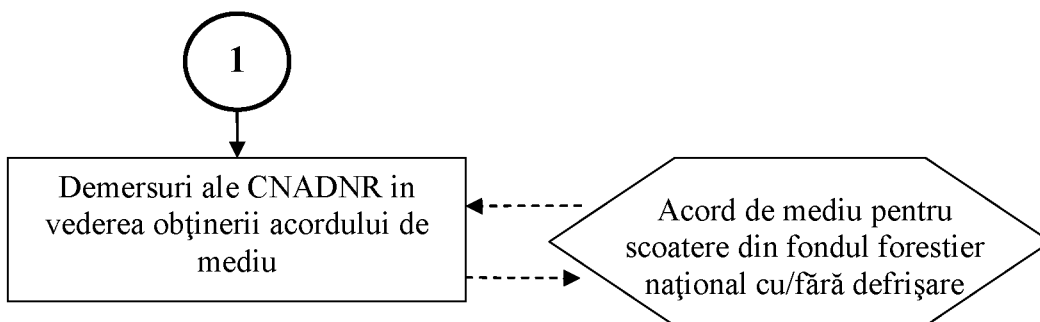 1
Demersuri ale CNADNR in
vederea obţinerii acordului de
mediu
Acord de mediu pentru
scoatere din fondul forestier
naţional cu/fără defrişare